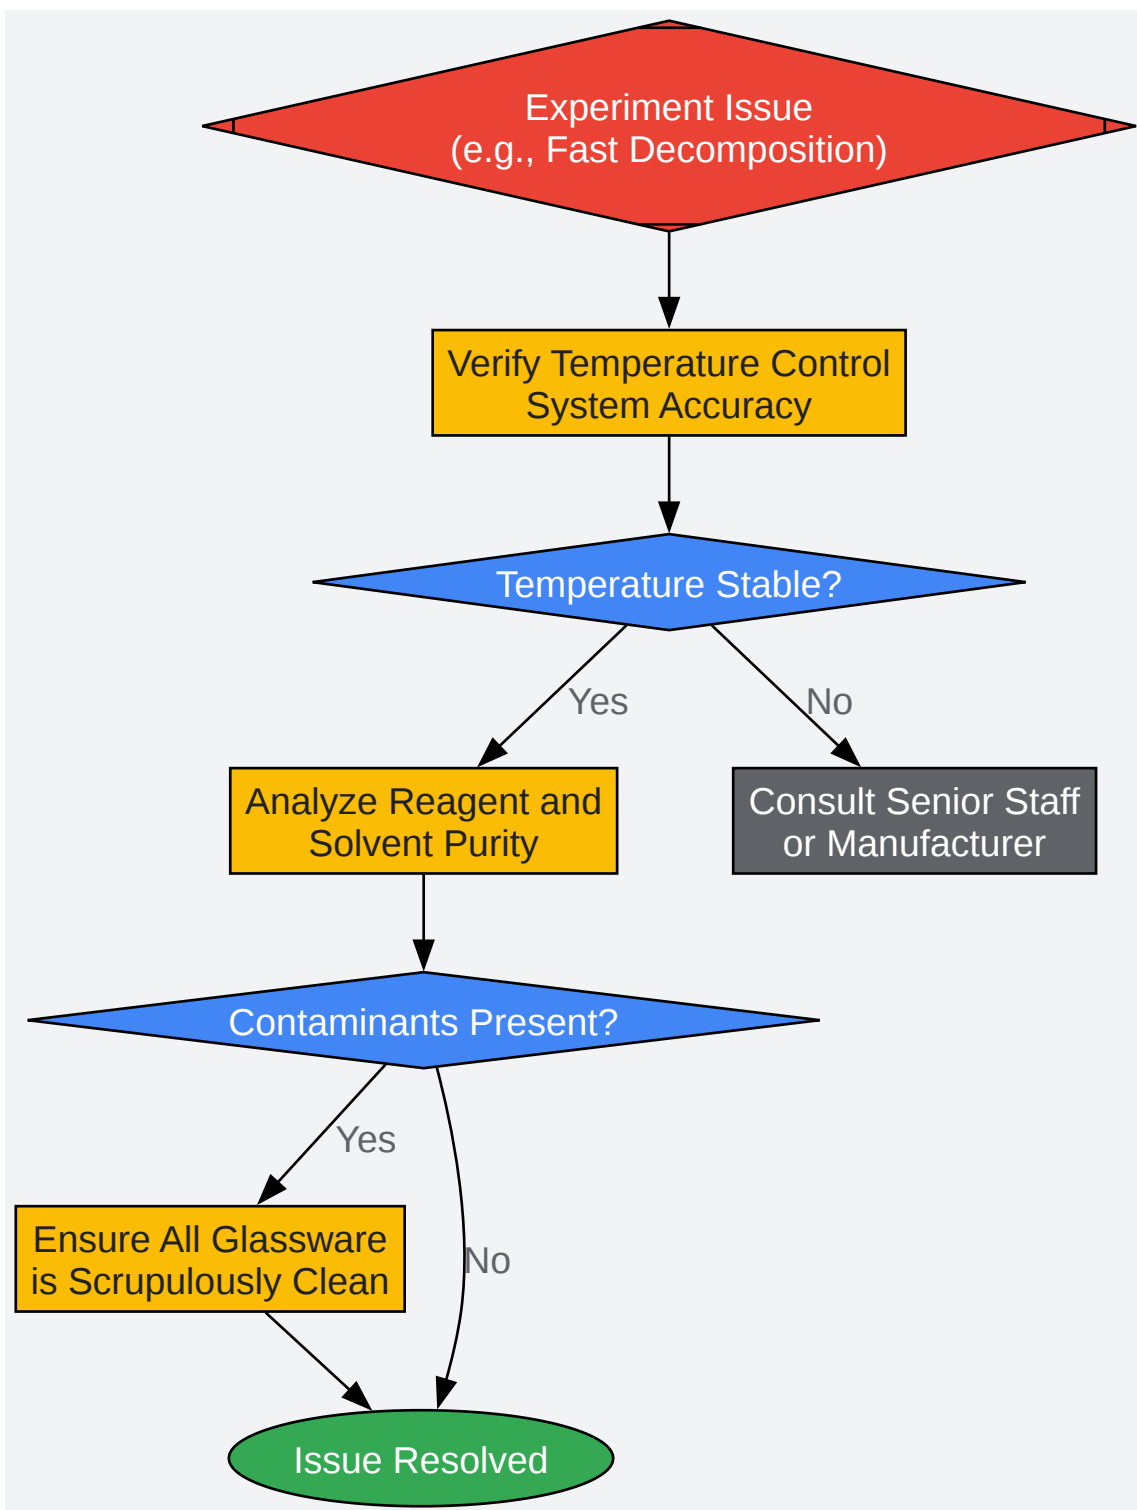 Experiment Issue
(e.g., Fast Decomposition)
Verify Temperature Control
System Accuracy
Temperature Stable?
Yes
No
Analyze Reagent and
Solvent Purity
Consult Senior Staff
or Manufacturer
Contaminants Present?
Yes
Ensure All Glassware
is Scrupulously Clean
No
Issue Resolved